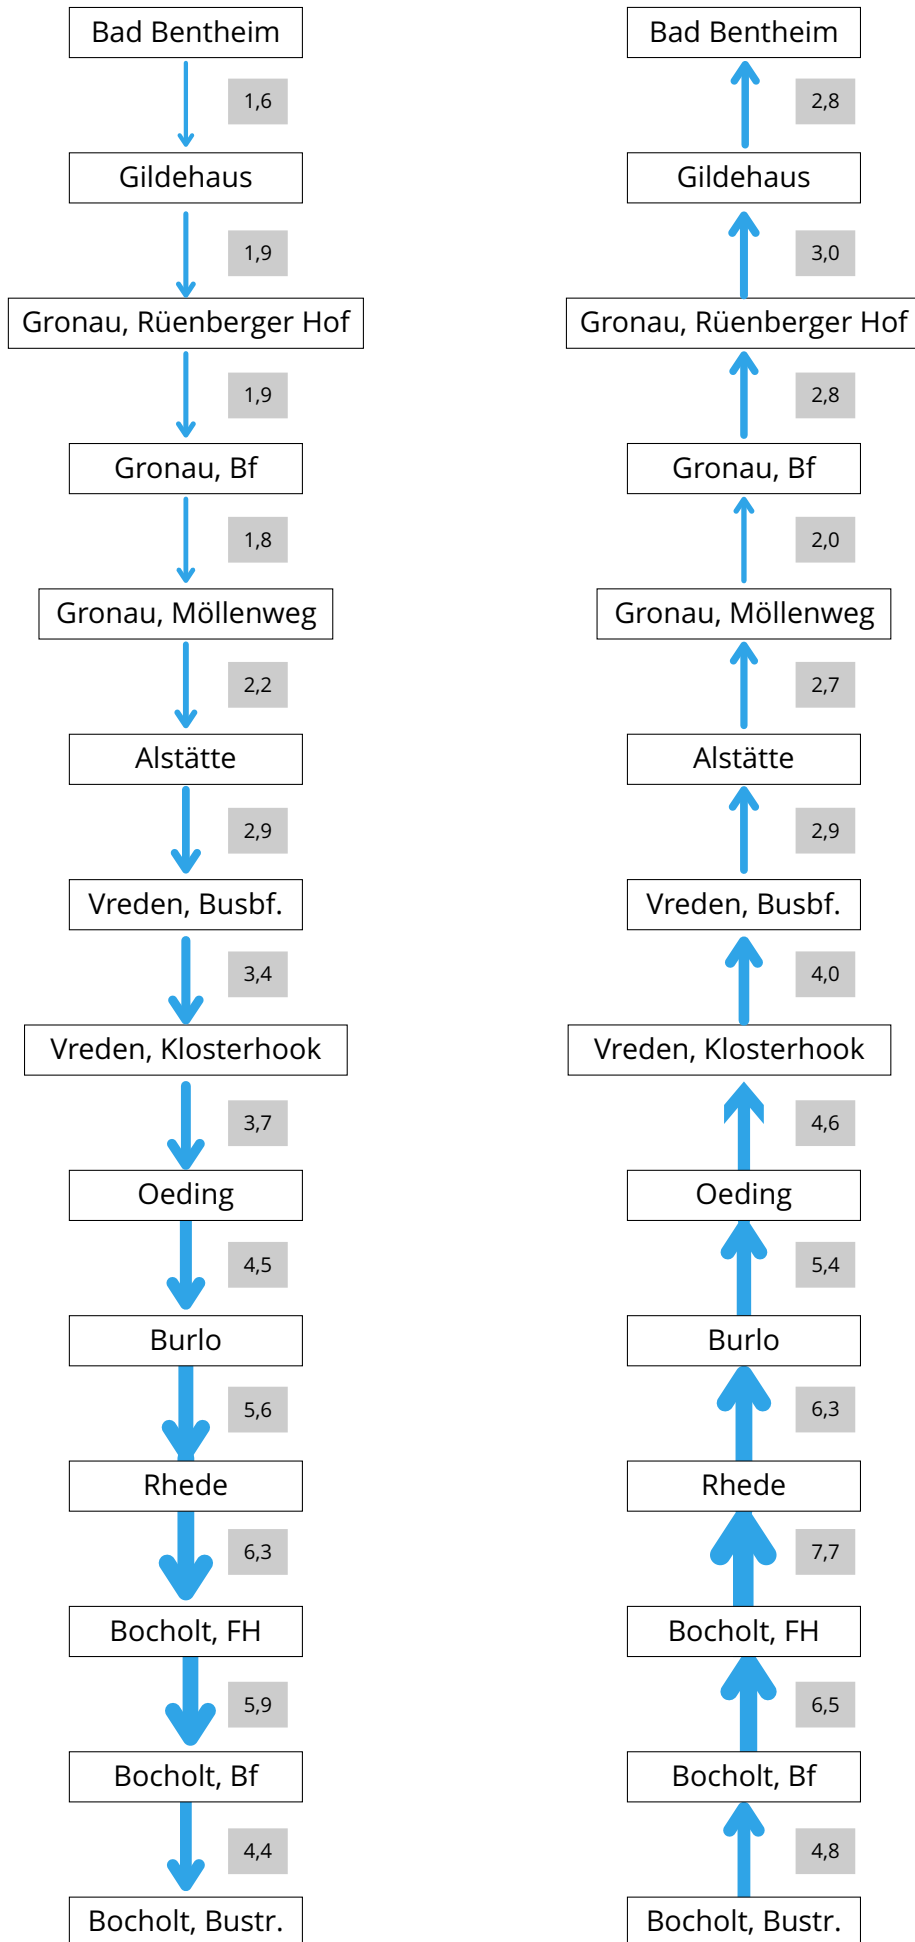 Bad Bentheim
1,6
Gildehaus
1,9
Gronau, Rüenberger Hof
1,9
Gronau, Bf
1,8
Gronau, Möllenweg
2,2
Alstätte
2,9
Vreden, Busbf.
3,4
Vreden, Klosterhook
3,7
Oeding
4,5
Burlo
5,6
Rhede
6,3
Bocholt, FH
5,9
Bocholt, Bf
4,4
Bocholt, Bustr.
Bad Bentheim
2,8
Gildehaus
3,0
Gronau, Rüenberger Hof
2,8
Gronau, Bf
2,0
Gronau, Möllenweg
2,7
Alstätte
2,9
Vreden, Busbf.
4,0
Vreden, Klosterhook
4,6
Oeding
5,4
Burlo
6,3
Rhede
7,7
Bocholt, FH
6,5
Bocholt, Bf
4,8
Bocholt, Bustr.